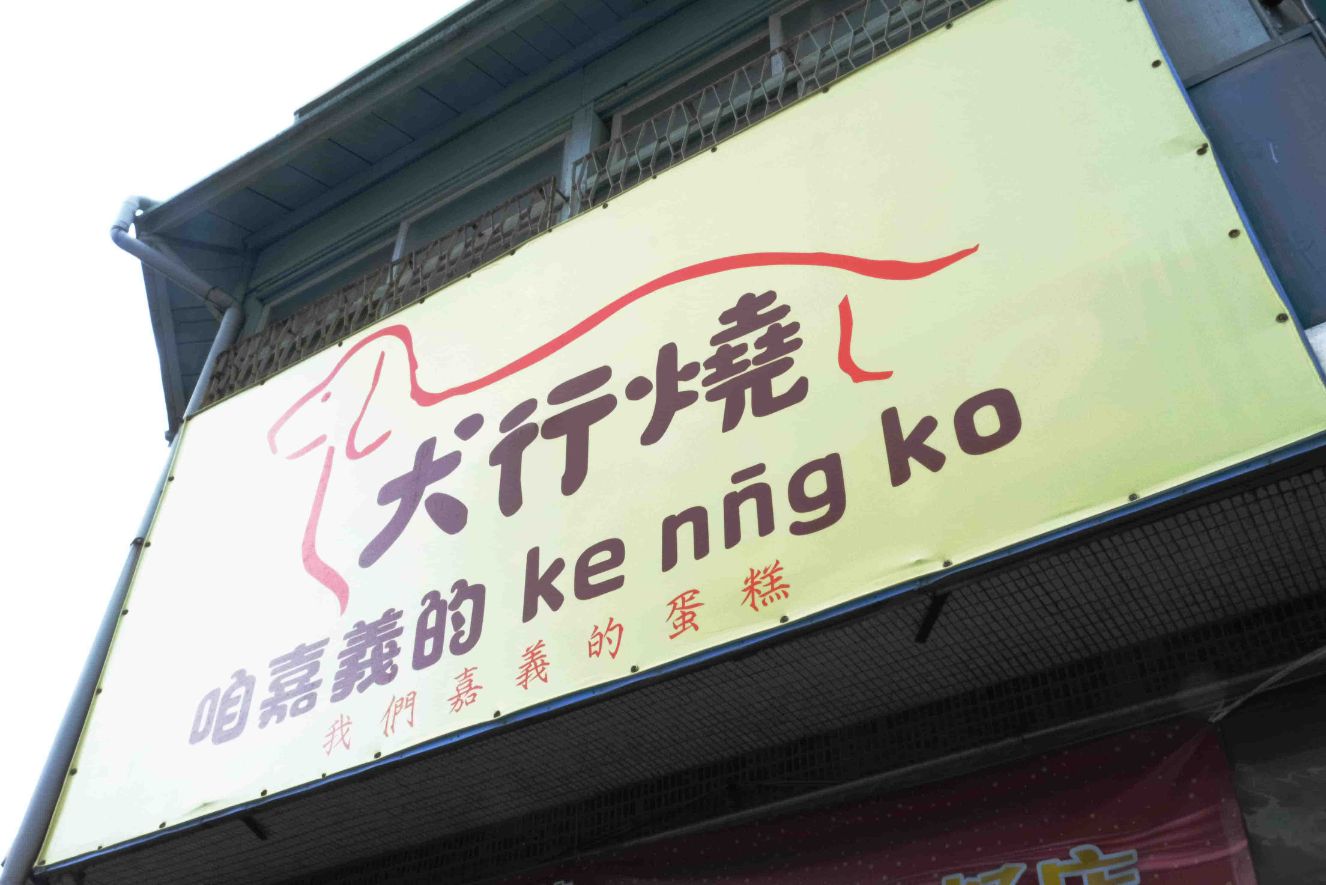 犬行燒
咱嘉義的 ke nn̄g ko
我們嘉義的蛋糕